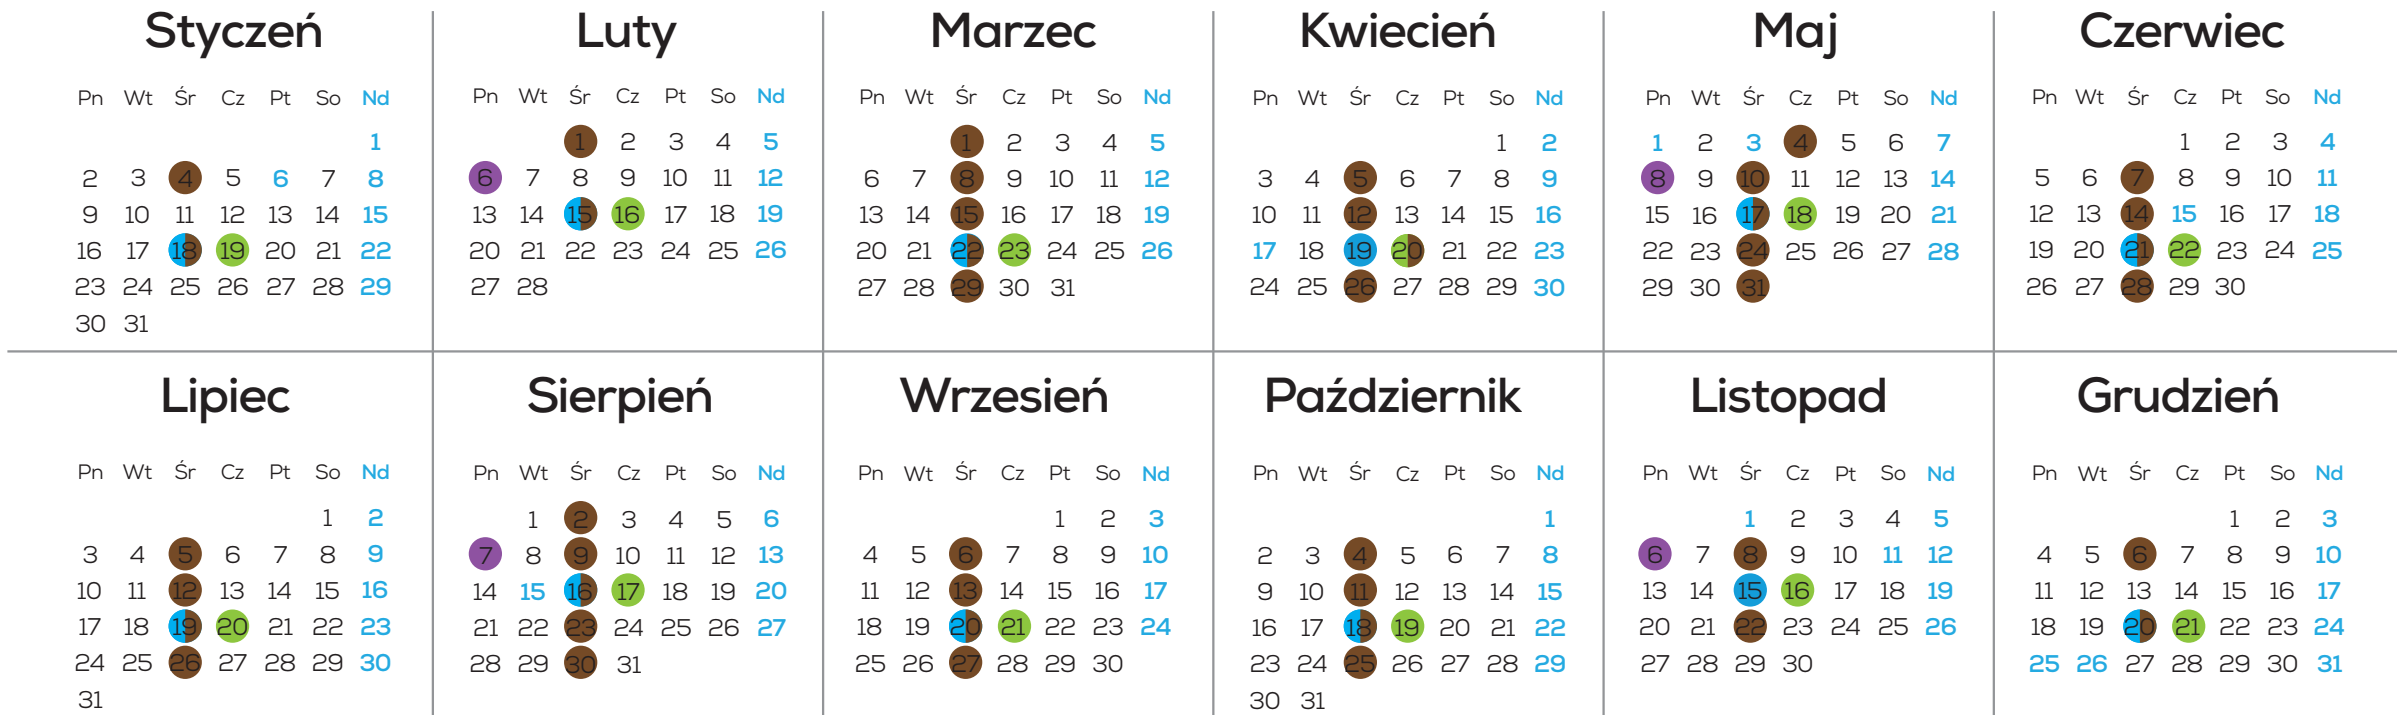 Styczeń
Pn Wt Śr Cz Pt So Nd
1
2 3 4 5 6 7 8
9 10 11 12 13 14 15
16 17 18 19 20 21 22
23 24 25 26 27 28 29
30 31
Luty
Pn Wt Śr Cz Pt So Nd
1 2 3 4 5
6 7 8 9 10 11 12
13 14 15 16 17 18 19
20 21 22 23 24 25 26
27 28
Marzec
Pn Wt Śr Cz Pt So Nd
1 2 3 4 5
6 7 8 9 10 11 12
13 14 15 16 17 18 19
20 21 22 23 24 25 26
27 28 29 30 31
Kwiecień
Pn Wt Śr Cz Pt So Nd
1 2
3 4 5 6 7 8 9
10 11 12 13 14 15 16
17 18 19 20 21 22 23
24 25 26 27 28 29 30
Maj
Pn Wt Śr Cz Pt So Nd
1 2 3 4 5 6 7
8 9 10 11 12 13 14
15 16 17 18 19 20 21
22 23 24 25 26 27 28
29 30 31
Czerwiec
Pn Wt Śr Cz Pt So Nd
1 2 3 4
5 6 7 8 9 10 11
12 13 14 15 16 17 18
19 20 21 22 23 24 25
26 27 28 29 30
Lipiec
Pn Wt Śr Cz Pt So Nd
1 2
3 4 5 6 7 8 9
10 11 12 13 14 15 16
17 18 19 20 21 22 23
24 25 26 27 28 29 30
31
Sierpień
Pn Wt Śr Cz Pt So Nd
1 2 3 4 5 6
7 8 9 10 11 12 13
14 15 16 17 18 19 20
21 22 23 24 25 26 27
28 29 30 31
Wrzesień
Pn Wt Śr Cz Pt So Nd
1 2 3
4 5 6 7 8 9 10
11 12 13 14 15 16 17
18 19 20 21 22 23 24
25 26 27 28 29 30
Październik
Pn Wt Śr Cz Pt So Nd
1
2 3 4 5 6 7 8
9 10 11 12 13 14 15
16 17 18 19 20 21 22
23 24 25 26 27 28 29
30 31
Listopad
Pn Wt Śr Cz Pt So Nd
1 2 3 4 5
6 7 8 9 10 11 12
13 14 15 16 17 18 19
20 21 22 23 24 25 26
27 28 29 30
Grudzień
Pn Wt Śr Cz Pt So Nd
1 2 3
4 5 6 7 8 9 10
11 12 13 14 15 16 17
18 19 20 21 22 23 24
25 26 27 28 29 30 31